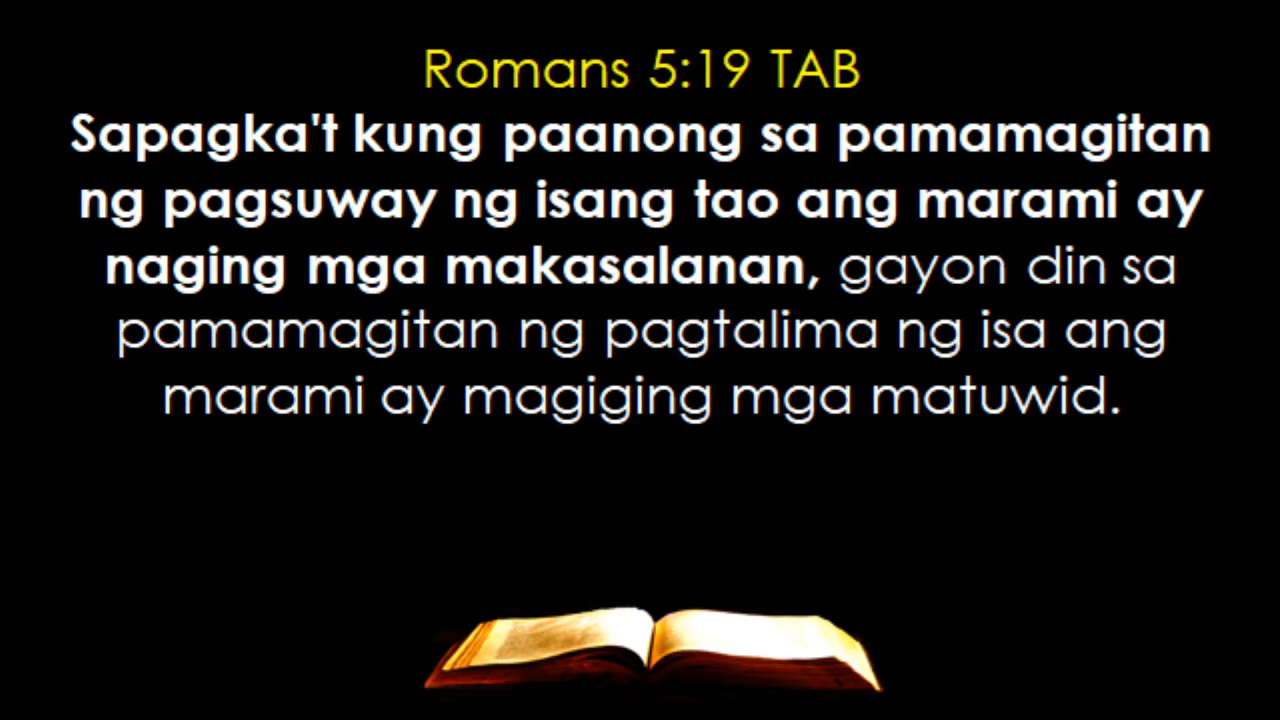 Romans 5:19 TAB
Sapagka't kung paanong sa pamamagitan
ng pagsuway ng isang tao ang marami ay
naging mga makasalanan, gayon din sa
pamamagitan ng pagtalima ng isa ang
marami ay magiging mga matuwid.